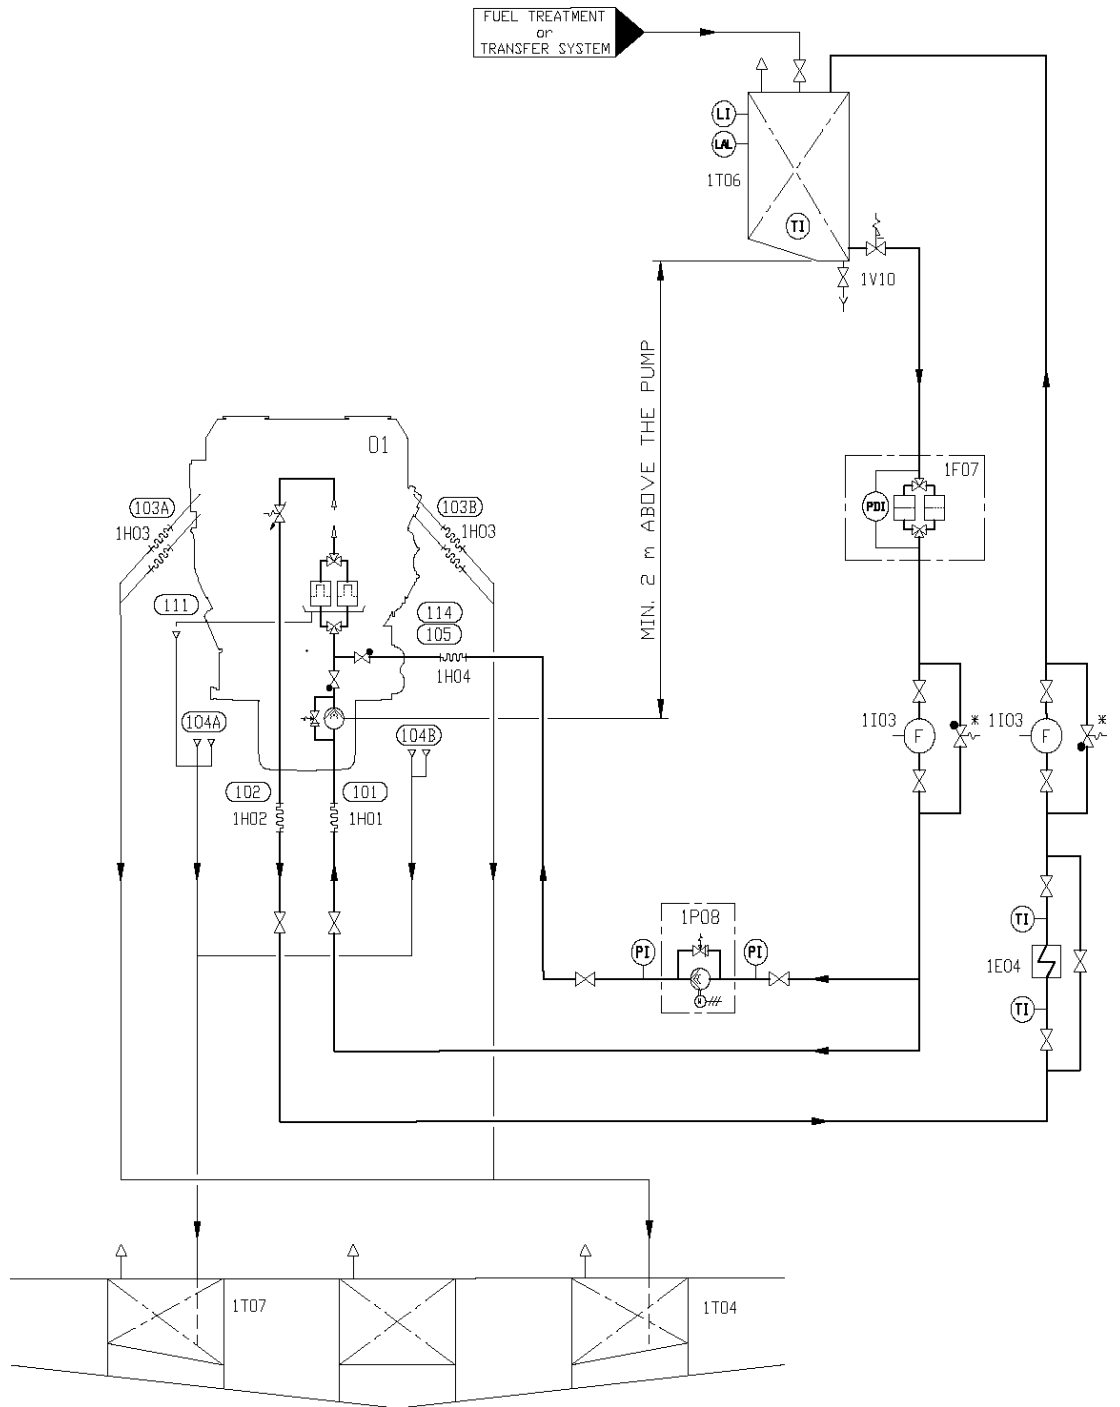 FUEL TREATMENT
or
TRANSFER SYSTEM
LI
LAL
1T06
TI
1V10
MIN. 2 m ABOVE THE PUMP
01
1F07
PDI
103A
1H03
103B
1H03
111
114
105
1H04
104A
104B
1I03
F
*
1I03
F
*
102
1H02
101
1H01
1P08
PI
PI
M
TI
1E04
TI
1T07
1T04